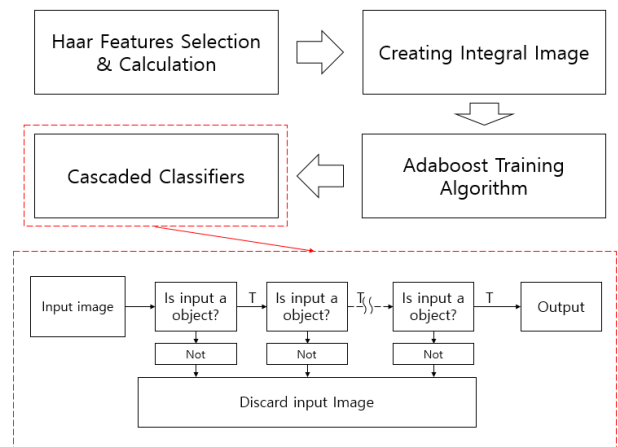 Haar Features Selection
& Calculation
Creating Integral Image
Cascaded Classifiers
Adaboost Training
Algorithm
Input image
Is input a
object?
T
Is input a
object?
T
Is input a
object?
T
Output
Not
Not
Not
Discard input Image